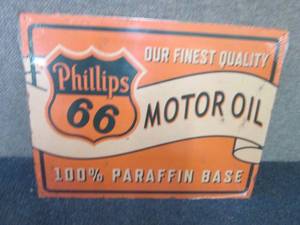 OUR FINEST QUALITY
Phillips
66
MOTOR OIL
100% PARAFFIN BASE